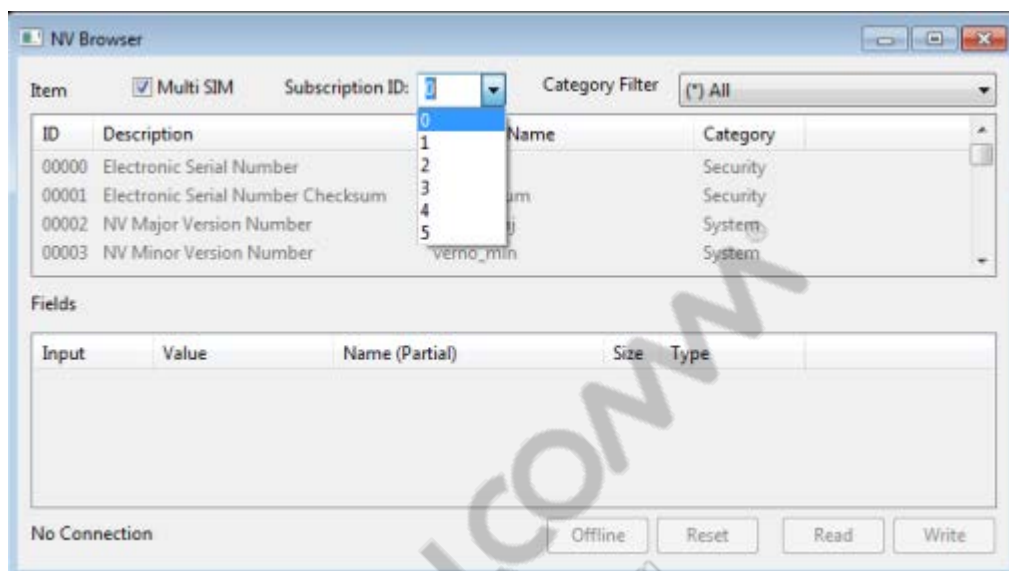 NV Browser
Item Multi SIM Subscription ID: 0 Category Filter (*) All
0
1
2
3
4
5
ID Description Name Category
00000 Electronic Serial Number Security
00001 Electronic Serial Number Checksum Security
00002 NV Major Version Number System
00003 NV Minor Version Number verno_min System
Fields
Input Value Name (Partial) Size Type
No Connection Offline Reset Read Write